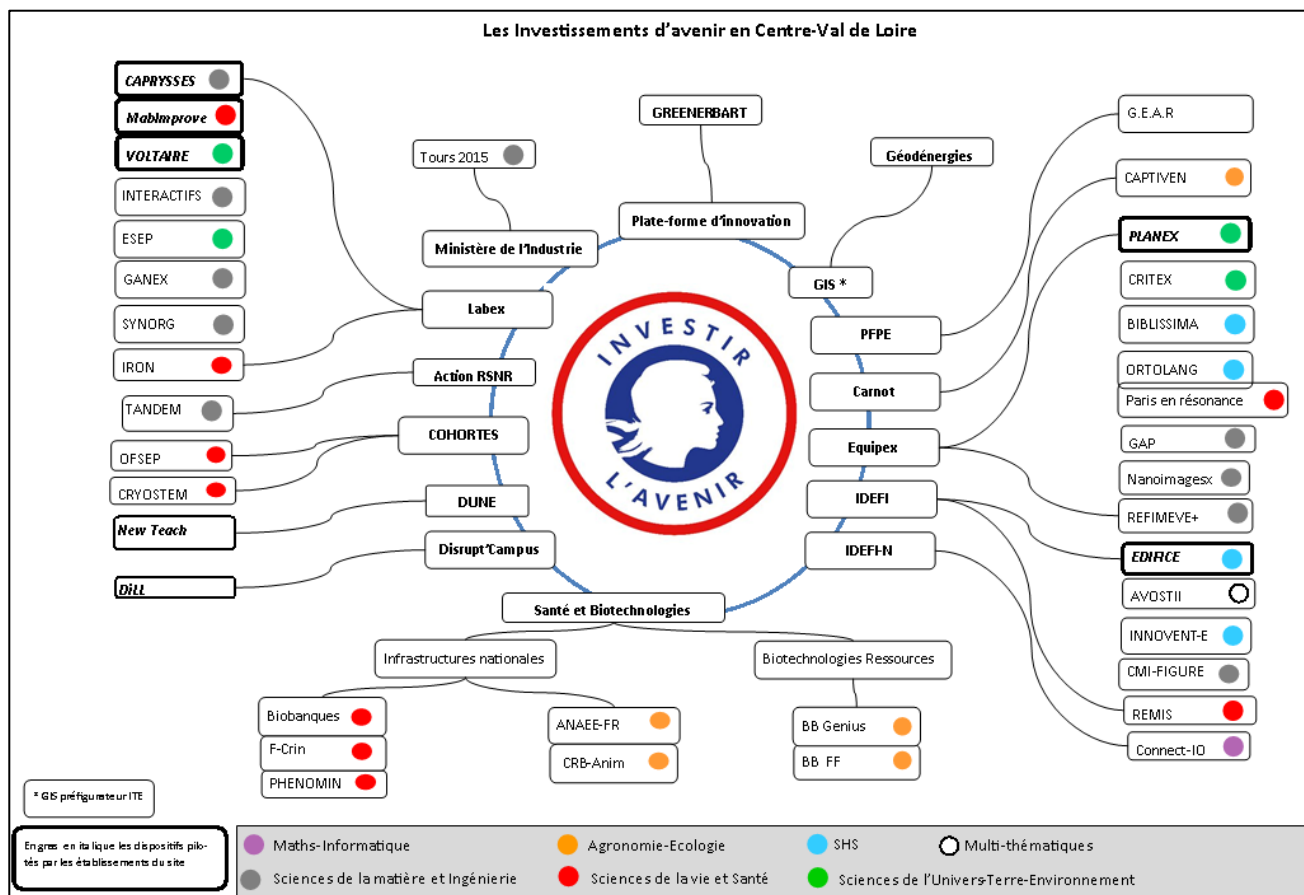 Les Investissements d'avenir en Centre-Val de Loire
CAPRYSSES
MabImprove
VOLTAIRE
INTERACTIFS
ESEP
GANEX
SYNORG
IRON
TANDEM
OFSEP
CRYOSTEM
New Teach
DiLL
Tours 2015
GREENERBART
Géodénergies
Plate-forme d'innovation
Ministère de l'Industrie
GIS *
Labex
PFPE
Action RSNR
Carnot
COHORTES
Equipex
DUNE
IDEFI
Disrupt'Campus
IDEFI-N
Santé et Biotechnologies
INVESTIR
L'AVENIR
G.E.A.R
CAPTIVEN
PLANEX
CRITEX
BIBLISSIMA
ORTOLANG
Paris en résonance
GAP
Nanoimagesx
REFIMEVE+
EDIFICE
AVOSTII
INNOVENT-E
CMI-FIGURE
REMIS
Connect-IO
Infrastructures nationales
Biotechnologies Ressources
Biobanques
F-Crin
PHENOMIN
ANAEE-FR
CRB-Anim
BB Genius
BB FF
* GIS préfigurateur ITE
En gras en italique les dispositifs pilo-
tés par les établissements du site
Maths-Informatique
Agronomie-Ecologie
SHS
Multi-thématiques
Sciences de la matière et Ingénierie
Sciences de la vie et Santé
Sciences de l'Univers-Terre-Environnement